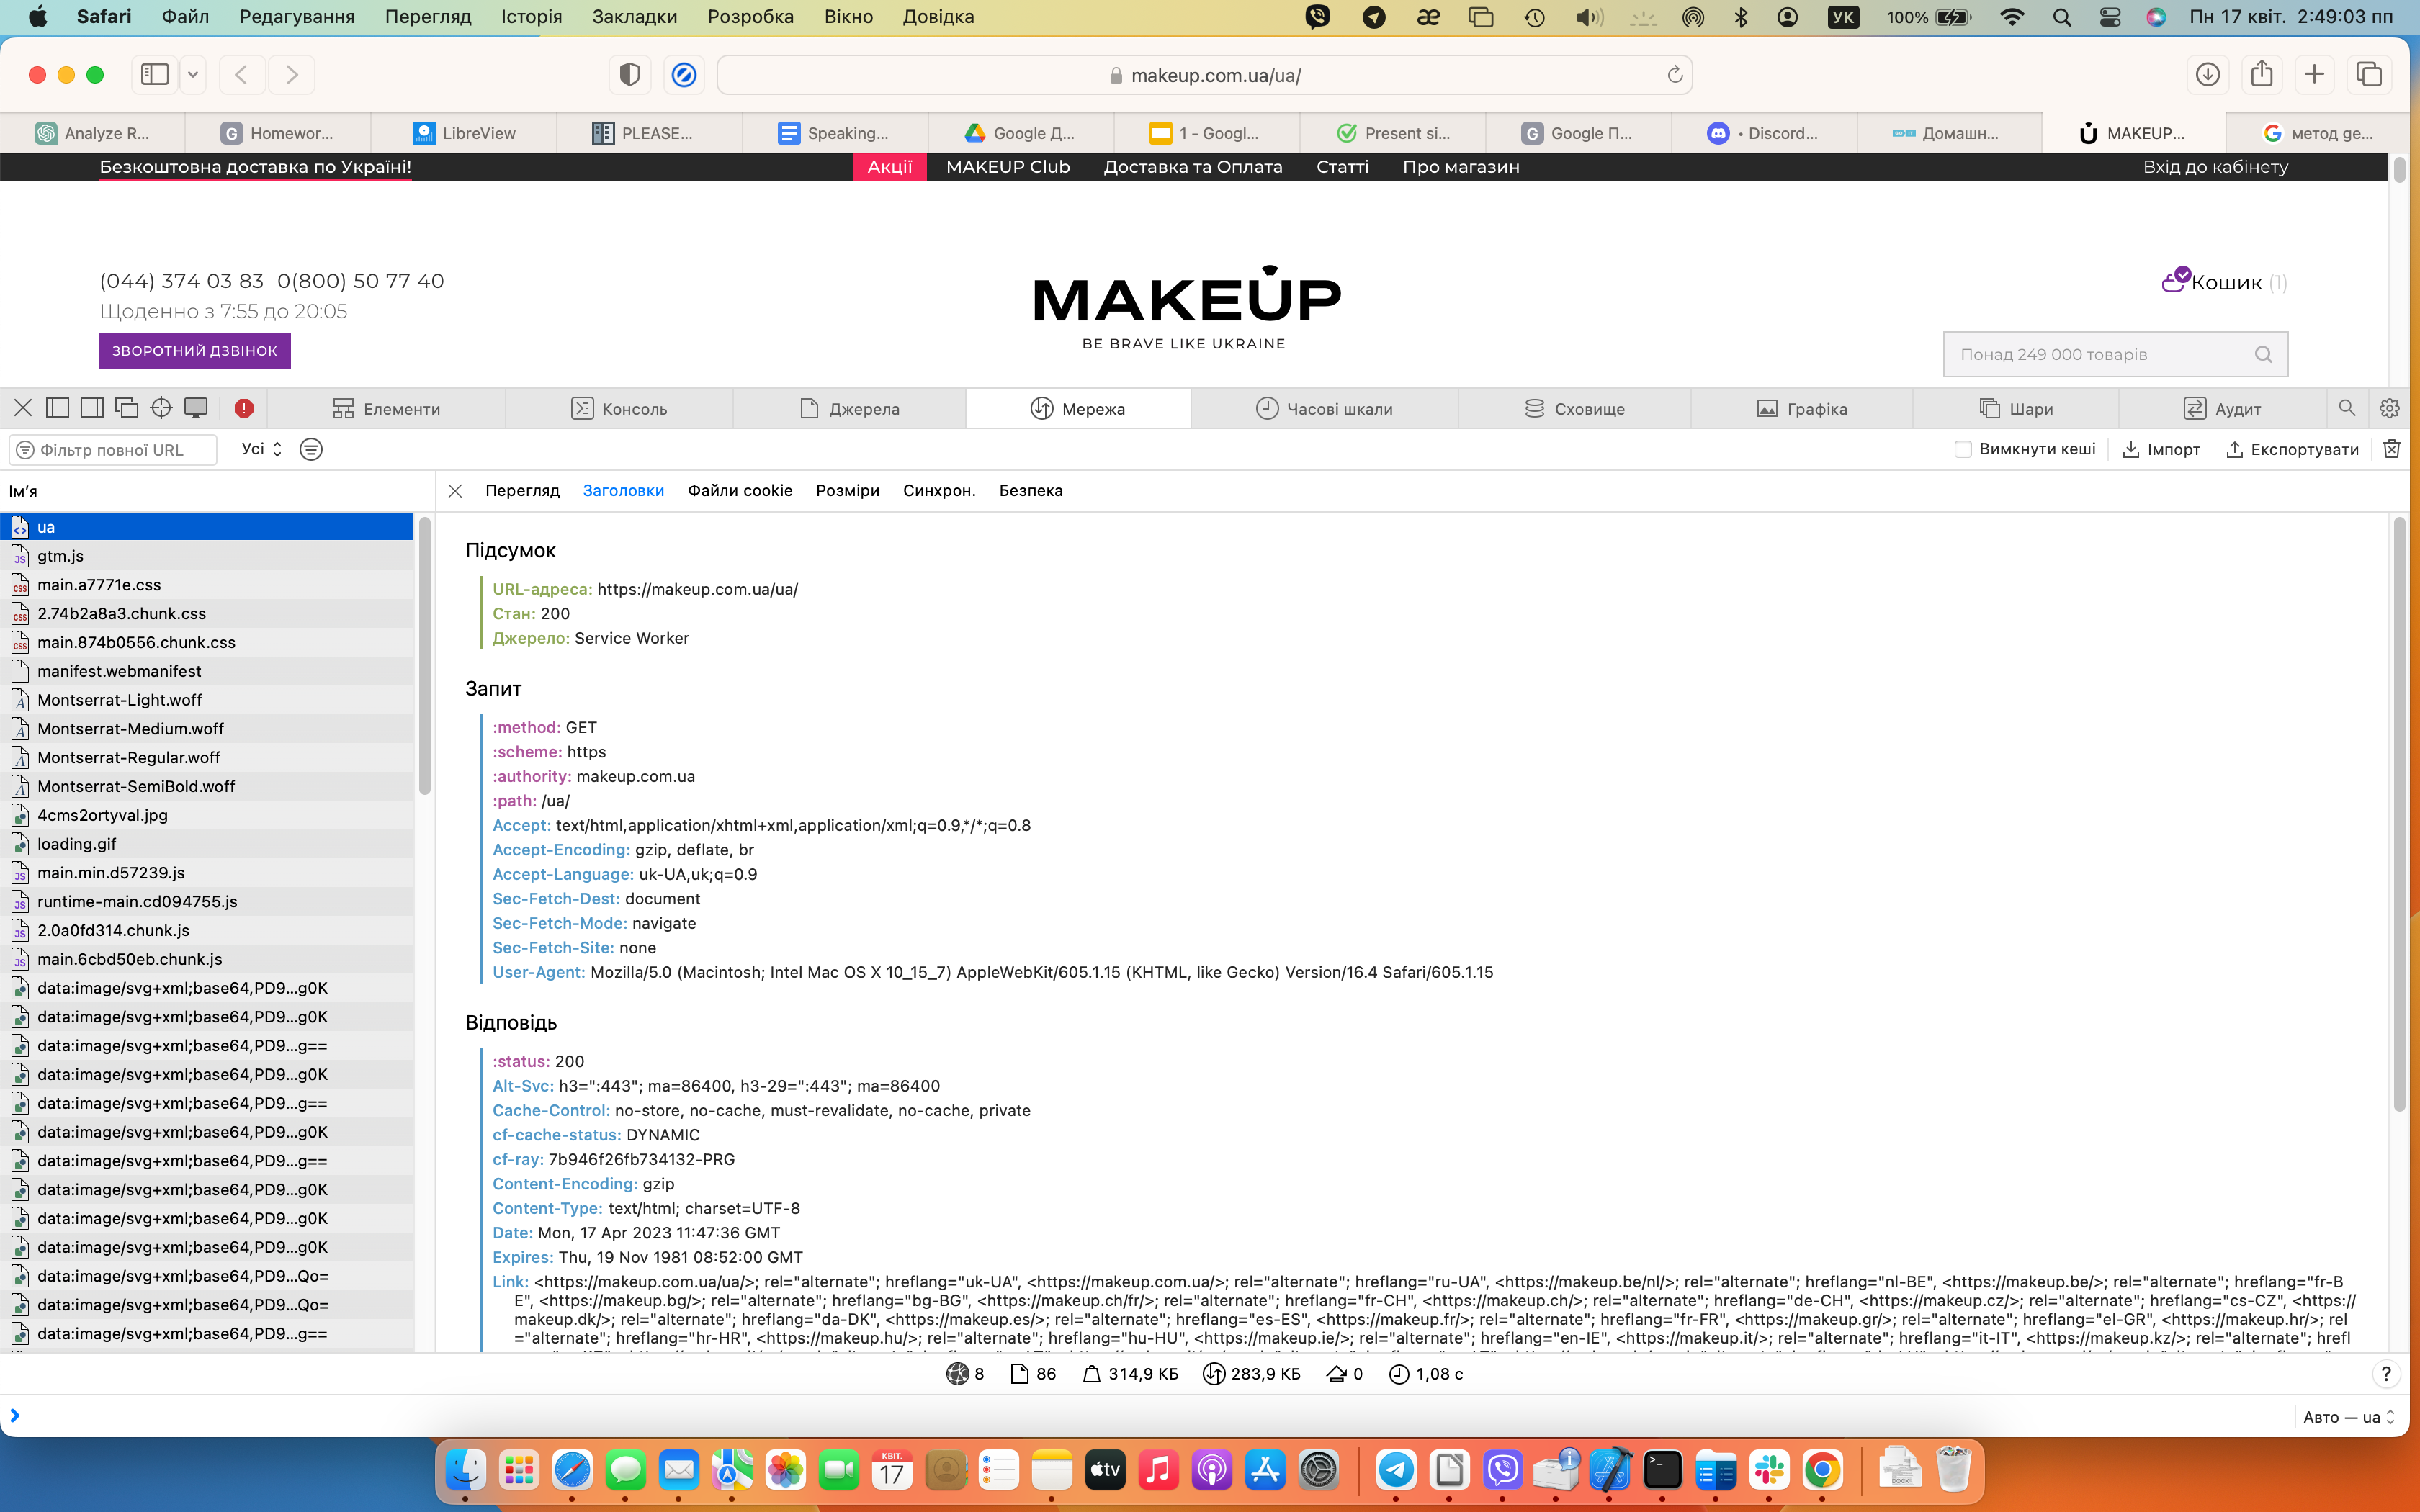 Safari Файл Редагування Перегляд Історія Закладки Розробка Вікно Довідка УК 100% Пн 17 квіт. 2:49:03 пп
makeup.com.ua/ua/
Analyze R... Homewor... LibreView PLEASE... Speaking... Google Д... 1 - Googl... Present si... Google П... • Discord... Домашн... MAKEUP... метод ge...
Безкоштовна доставка по Україні! Акції MAKEUP Club Доставка та Оплата Статті Про магазин Вхід до кабінету
(044) 374 03 83 0(800) 50 77 40
Щоденно з 7:55 до 20:05
ЗВОРОТНИЙ ДЗВІНОК
MAKEUP
BE BRAVE LIKE UKRAINE
Кошик (1)
Понад 249 000 товарів
Елементи Консоль Джерела Мережа Часові шкали Сховище Графіка Шари Аудит
Фільтр повної URL Усі Вимкнути кеші Імпорт Експортувати
Ім’я
Перегляд Заголовки Файли cookie Розміри Синхрон. Безпека
ua
gtm.js
main.a7771e.css
2.74b2a8a3.chunk.css
main.874b0556.chunk.css
manifest.webmanifest
Montserrat-Light.woff
Montserrat-Medium.woff
Montserrat-Regular.woff
Montserrat-SemiBold.woff
4cms2ortyval.jpg
loading.gif
main.min.d57239.js
runtime-main.cd094755.js
2.0a0fd314.chunk.js
main.6cbd50eb.chunk.js
data:image/svg+xml;base64,PD9...g0K
data:image/svg+xml;base64,PD9...g0K
data:image/svg+xml;base64,PD9...g==
data:image/svg+xml;base64,PD9...g0K
data:image/svg+xml;base64,PD9...g==
data:image/svg+xml;base64,PD9...g0K
data:image/svg+xml;base64,PD9...g==
data:image/svg+xml;base64,PD9...g0K
data:image/svg+xml;base64,PD9...g0K
data:image/svg+xml;base64,PD9...g0K
data:image/svg+xml;base64,PD9...Qo=
data:image/svg+xml;base64,PD9...Qo=
data:image/svg+xml;base64,PD9...g==
Підсумок
URL-адреса: https://makeup.com.ua/ua/
Стан: 200
Джерело: Service Worker
Запит
:method: GET
:scheme: https
:authority: makeup.com.ua
:path: /ua/
Accept: text/html,application/xhtml+xml,application/xml;q=0.9,*/*;q=0.8
Accept-Encoding: gzip, deflate, br
Accept-Language: uk-UA,uk;q=0.9
Sec-Fetch-Dest: document
Sec-Fetch-Mode: navigate
Sec-Fetch-Site: none
User-Agent: Mozilla/5.0 (Macintosh; Intel Mac OS X 10_15_7) AppleWebKit/605.1.15 (KHTML, like Gecko) Version/16.4 Safari/605.1.15
Відповідь
:status: 200
Alt-Svc: h3=":443"; ma=86400, h3-29=":443"; ma=86400
Cache-Control: no-store, no-cache, must-revalidate, no-cache, private
cf-cache-status: DYNAMIC
cf-ray: 7b946f26fb734132-PRG
Content-Encoding: gzip
Content-Type: text/html; charset=UTF-8
Date: Mon, 17 Apr 2023 11:47:36 GMT
Expires: Thu, 19 Nov 1981 08:52:00 GMT
Link: <https://makeup.com.ua/ua/>; rel="alternate"; hreflang="uk-UA", <https://makeup.com.ua/>; rel="alternate"; hreflang="ru-UA", <https://makeup.be/nl/>; rel="alternate"; hreflang="nl-BE", <https://makeup.be/>; rel="alternate"; hreflang="fr-B
E", <https://makeup.bg/>; rel="alternate"; hreflang="bg-BG", <https://makeup.ch/fr/>; rel="alternate"; hreflang="fr-CH", <https://makeup.ch/>; rel="alternate"; hreflang="de-CH", <https://makeup.cz/>; rel="alternate"; hreflang="cs-CZ", <https://
makeup.dk/>; rel="alternate"; hreflang="da-DK", <https://makeup.es/>; rel="alternate"; hreflang="es-ES", <https://makeup.fr/>; rel="alternate"; hreflang="fr-FR", <https://makeup.gr/>; rel="alternate"; hreflang="el-GR", <https://makeup.hr/>; rel
="alternate"; hreflang="hr-HR", <https://makeup.hu/>; rel="alternate"; hreflang="hu-HU", <https://makeup.ie/>; rel="alternate"; hreflang="en-IE", <https://makeup.it/>; rel="alternate"; hreflang="it-IT", <https://makeup.kz/>; rel="alternate"; hrefl
8 86 314,9 КБ 283,9 КБ 0 1,08 с ?
Авто — ua
КВІТ.
17
tv
DOCX